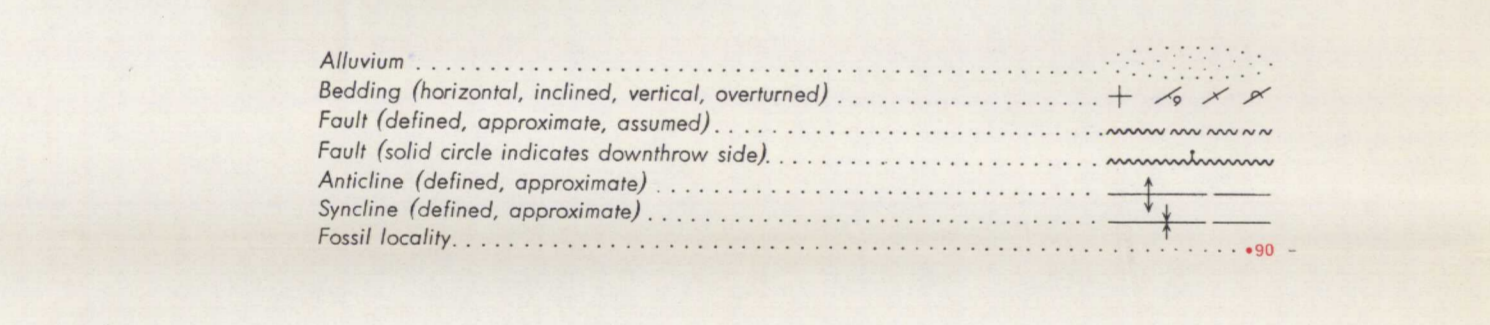 Alluvium
Bedding (horizontal, inclined, vertical, overturned)
Fault (defined, approximate, assumed)
Fault (solid circle indicates downthrow side)
Anticline (defined, approximate)
Syncline (defined, approximate)
Fossil locality 90